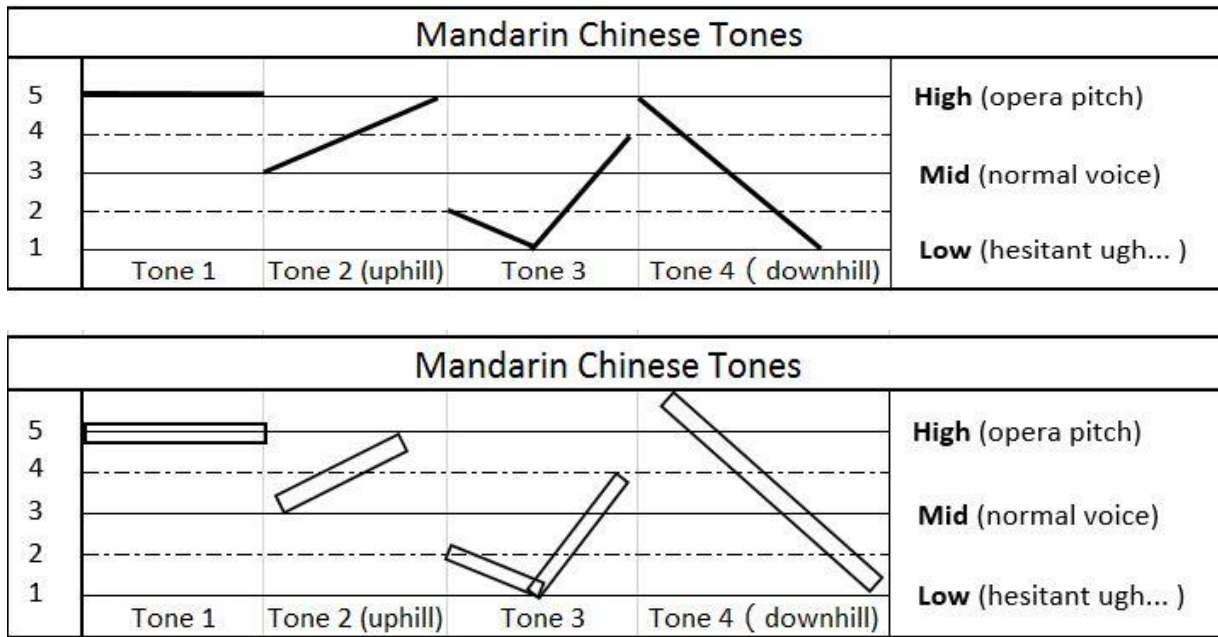 Mandarin Chinese Tones
5 High (opera pitch)
4
3 Mid (normal voice)
2
1 Low (hesitant ugh... )
Tone 1 Tone 2 (uphill) Tone 3 Tone 4 ( downhill)
Mandarin Chinese Tones
5 High (opera pitch)
4
3 Mid (normal voice)
2
1 Low (hesitant ugh... )
Tone 1 Tone 2 (uphill) Tone 3 Tone 4 ( downhill)